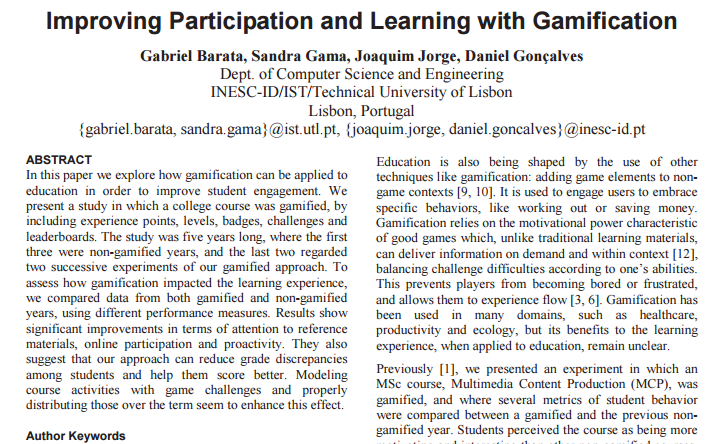 Improving Participation and Learning with Gamification
Gabriel Barata, Sandra Gama, Joaquim Jorge, Daniel Gonçalves
Dept. of Computer Science and Engineering
INESC-ID/IST/Technical University of Lisbon
Lisbon, Portugal
{gabriel.barata, sandra.gama}@ist.utl.pt, {joaquim.jorge, daniel.goncalves}@inesc-id.pt
ABSTRACT
In this paper we explore how gamification can be applied to
education in order to improve student engagement. We
present a study in which a college course was gamified, by
including experience points, levels, badges, challenges and
leaderboards. The study was five years long, where the first
three were non-gamified years, and the last two regarded
two successive experiments of our gamified approach. To
assess how gamification impacted the learning experience,
we compared data from both gamified and non-gamified
years, using different performance measures. Results show
significant improvements in terms of attention to reference
materials, online participation and proactivity. They also
suggest that our approach can reduce grade discrepancies
among students and help them score better. Modeling
course activities with game challenges and properly
distributing those over the term seem to enhance this effect.
Author Keywords
Education is also being shaped by the use of other
techniques like gamification: adding game elements to non-
game contexts [9, 10]. It is used to engage users to embrace
specific behaviors, like working out or saving money.
Gamification relies on the motivational power characteristic
of good games which, unlike traditional learning materials,
can deliver information on demand and within context [12],
balancing challenge difficulties according to one's abilities.
This prevents players from becoming bored or frustrated,
and allows them to experience flow [3, 6]. Gamification has
been used in many domains, such as healthcare,
productivity and ecology, but its benefits to the learning
experience, when applied to education, remain unclear.
Previously [1], we presented an experiment in which an
MSc course, Multimedia Content Production (MCP), was
gamified, and where several metrics of student behavior
were compared between a gamified and the previous non-
gamified year. Students perceived the course as being more